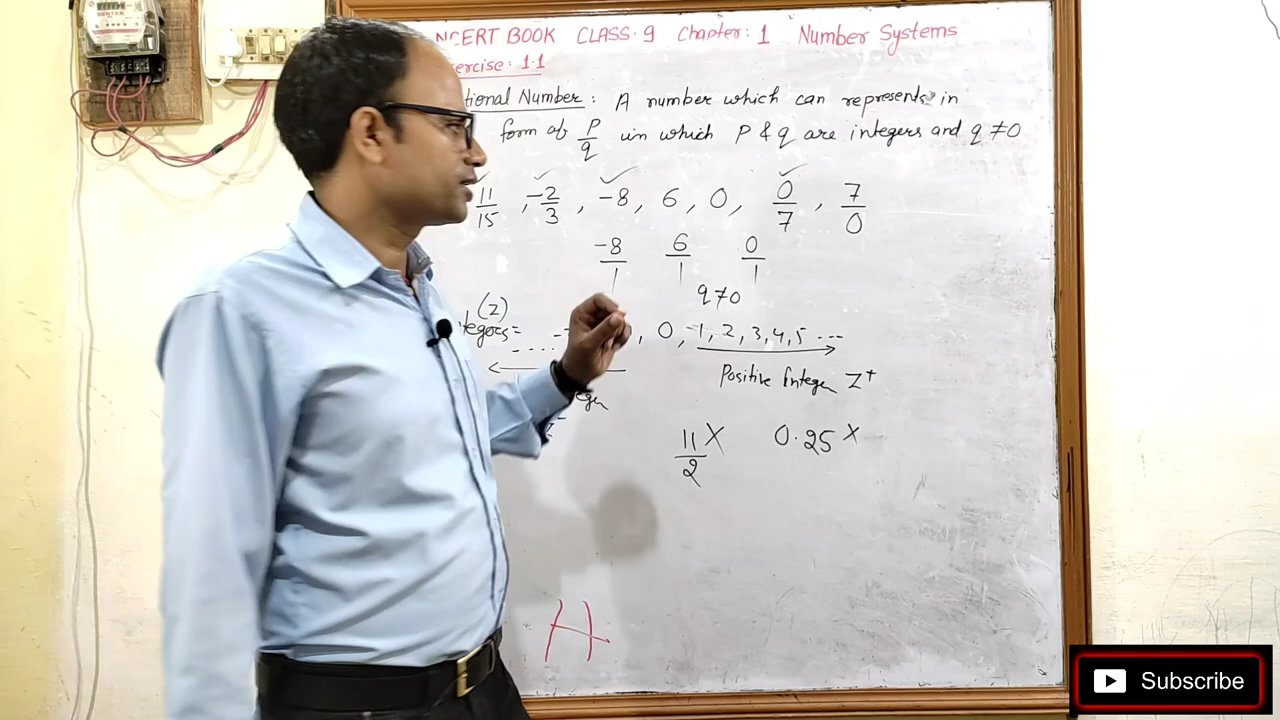 NCERT BOOK CLASS-9 Chapter: 1 Number Systems
ercise: 1.1
tional Number: A number which can represents in
form of p/q in which P & q are integers and q ≠ 0
11/15, -2/3, -8, 6, 0, 0/7, 7/0
-8/1 6/1 0/1
q≠0
(Z)
tegers= 0, 1, 2, 3, 4, 5 ...
Positive Integer Z+
11/2 X 0.25 X
H
Subscribe